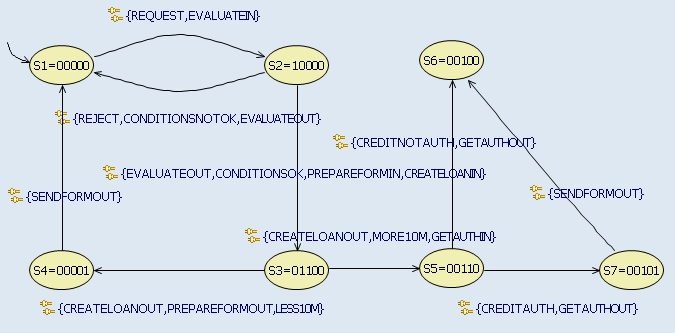 {REQUEST,EVALUATEIN}
S1=00000
S2=10000
S6=00100
{REJECT,CONDITIONSNOTOK,EVALUATEOUT}
{CREDITNOTAUTH,GETAUTHOUT}
{EVALUATEOUT,CONDITIONSOK,PREPAREFORMIN,CREATELOANIN}
{SENDFORMOUT}
{SENDFORMOUT}
{CREATELOANOUT,MORE10M,GETAUTHIN}
S4=00001
S3=01100
S5=00110
S7=00101
{CREATELOANOUT,PREPAREFORMOUT,LESS10M}
{CREDITAUTH,GETAUTHOUT}